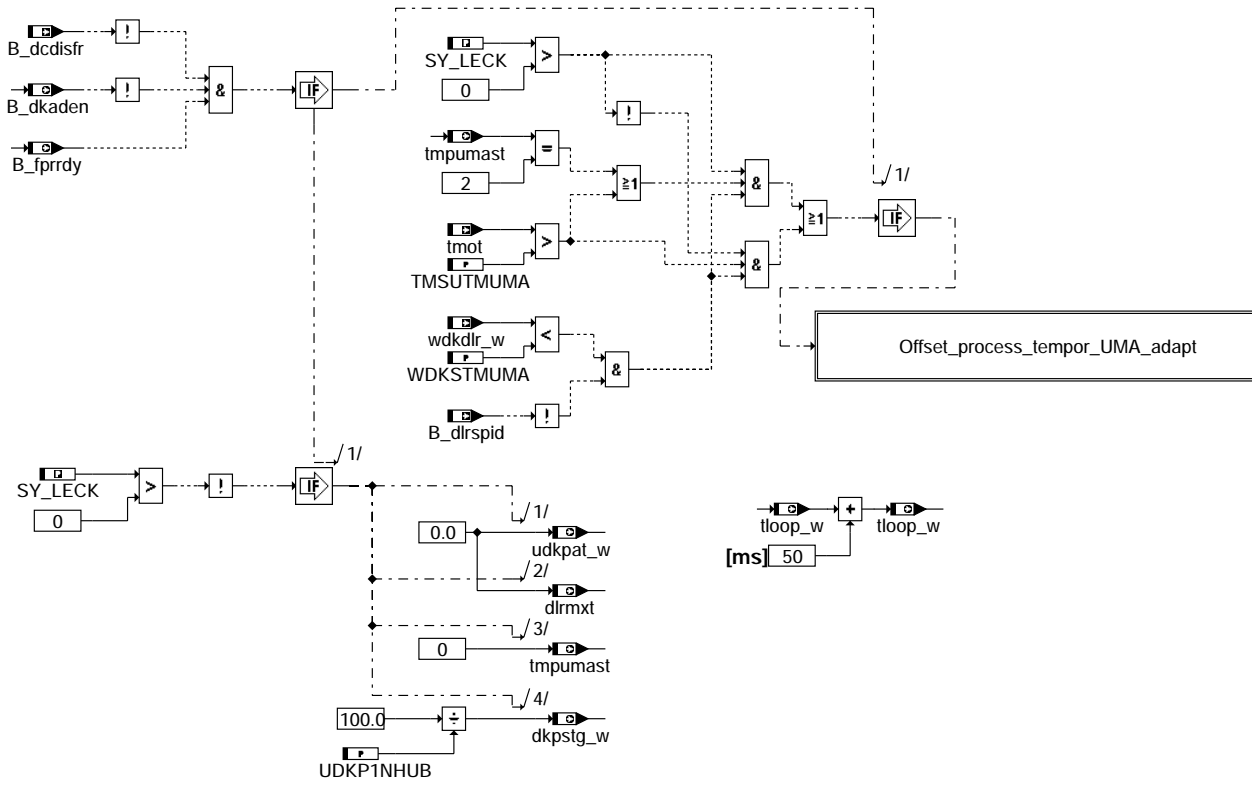 B_dcdisfr
!
B_dkaden
!
B_fprrdy
&
IF
SY_LECK
0
>
!
tmpumast
2
=
≥1
tmot
TMSUTMUMA
>
&
&
≥1
1/
IF
wdkdlr_w
WDKSTMUMA
<
B_dlrspid
!
&
Offset_process_tempor_UMA_adapt
SY_LECK
0
>
!
1/
IF
1/
0.0
udkpat_w
2/
dlrmxt
3/
0
tmpumast
4/
100.0
÷
dkpstg_w
UDKP1NHUB
tloop_w
+
tloop_w
[ms] 50